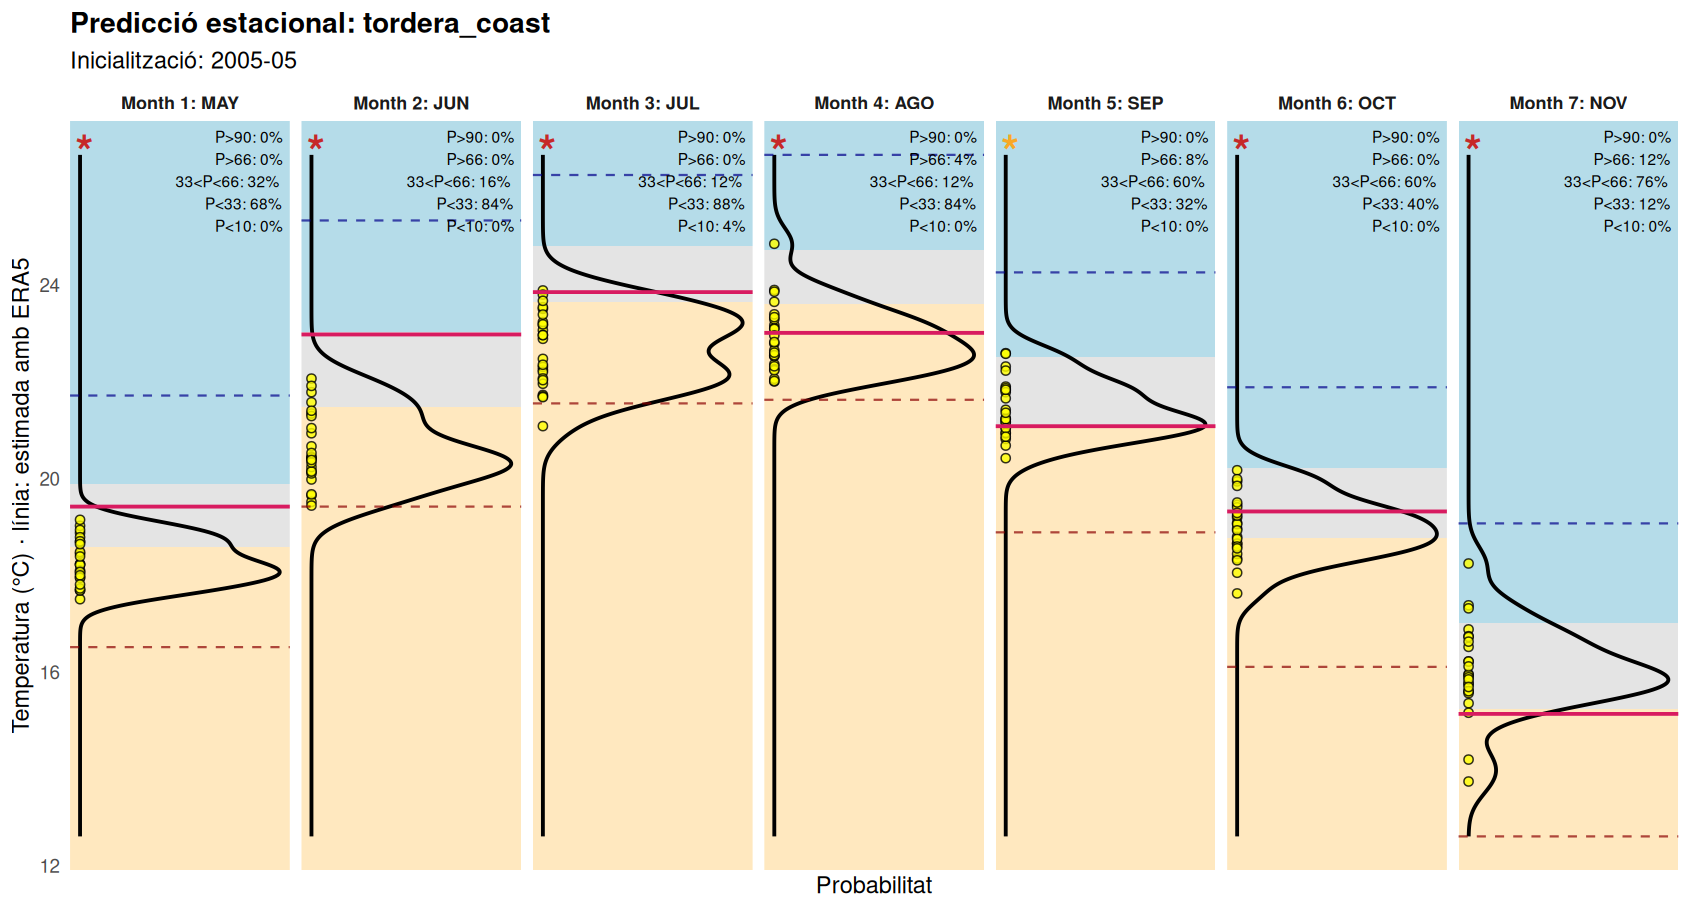 Predicció estacional: tordera_coast
Inicialització: 2005-05
Month 1: MAY
Month 2: JUN
Month 3: JUL
Month 4: AGO
Month 5: SEP
Month 6: OCT
Month 7: NOV
*
P>90: 0%
P>66: 0%
33<P<66: 32%
P<33: 68%
P<10: 0%
*
P>90: 0%
P>66: 0%
33<P<66: 16%
P<33: 84%
P<10: 0%
*
P>90: 0%
P>66: 0%
33<P<66: 12%
P<33: 88%
P<10: 4%
*
P>90: 0%
P>66: 4%
33<P<66: 12%
P<33: 84%
P<10: 0%
*
P>90: 0%
P>66: 8%
33<P<66: 60%
P<33: 32%
P<10: 0%
*
P>90: 0%
P>66: 0%
33<P<66: 60%
P<33: 40%
P<10: 0%
*
P>90: 0%
P>66: 12%
33<P<66: 76%
P<33: 12%
P<10: 0%
Temperatura (°C) · línia: estimada amb ERA5
24
20
16
12
Probabilitat